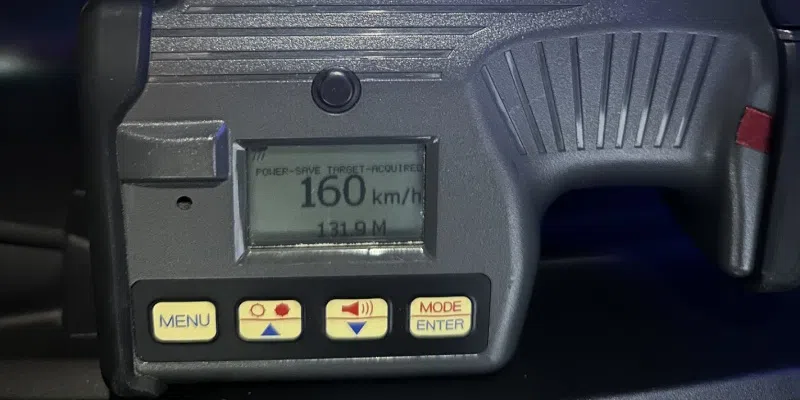 POWER-SAVE TARGET-ACQUIRED
160 km/h
131.9 M
MENU
MODE
ENTER